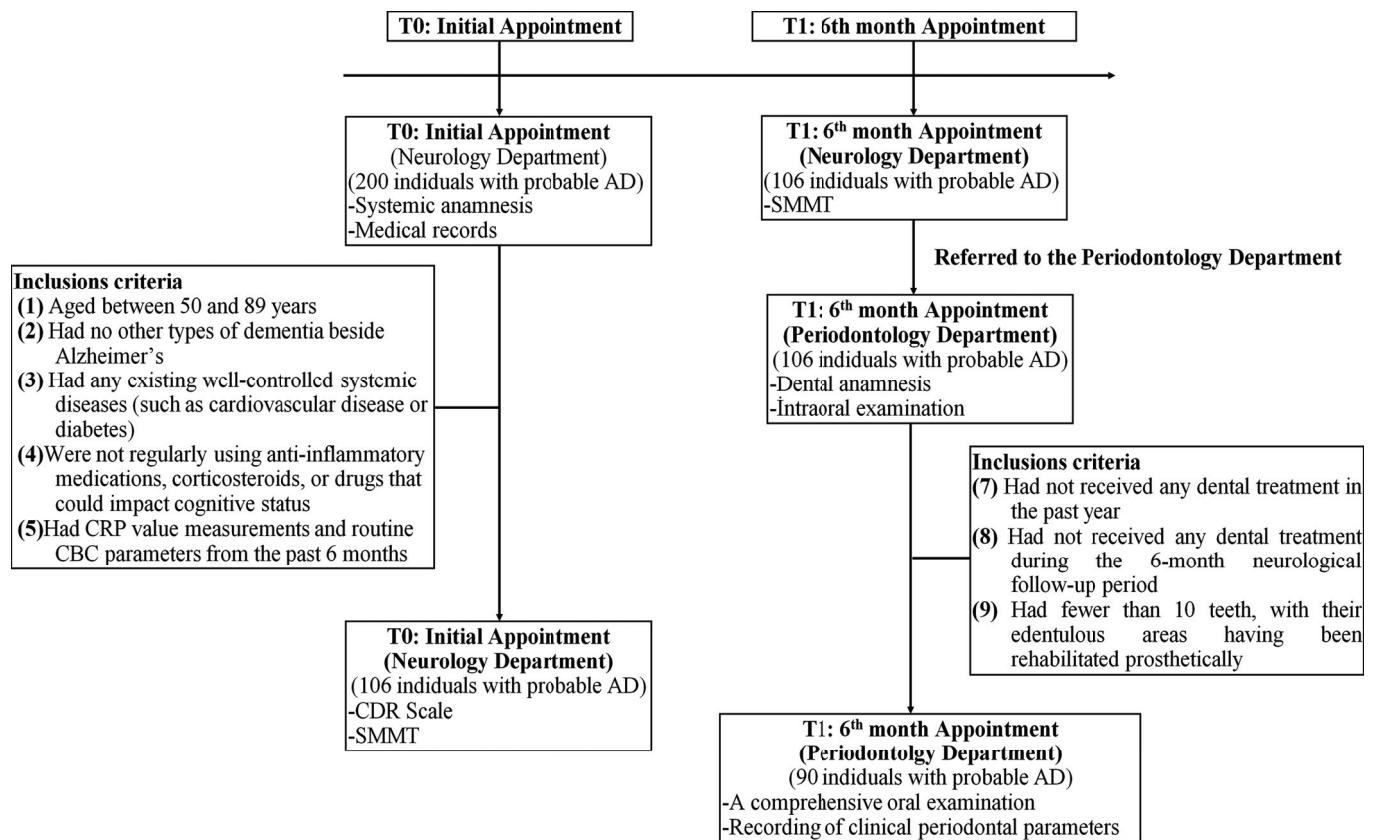 T0: Initial Appointment
T1: 6th month Appointment
T0: Initial Appointment
(Neurology Department)
(200 indiduals with probable AD)
-Systemic anamnesis
-Medical records
T1: 6th month Appointment
(Neurology Department)
(106 indiduals with probable AD)
-SMMT
Referred to the Periodontology Department
Inclusions criteria
(1) Aged between 50 and 89 years
(2) Had no other types of dementia beside
Alzheimer's
(3) Had any existing well-controlled systemic
diseases (such as cardiovascular disease or
diabetes)
(4)Were not regularly using anti-inflammatory
medications, corticosteroids, or drugs that
could impact cognitive status
(5)Had CRP value measurements and routine
CBC parameters from the past 6 months
T1: 6th month Appointment
(Periodontology Department)
(106 indiduals with probable AD)
-Dental anamnesis
-İntraoral examination
Inclusions criteria
(7) Had not received any dental treatment in
the past year
(8) Had not received any dental treatment
during the 6-month neurological
follow-up period
(9) Had fewer than 10 teeth, with their
edentulous areas having been
rehabilitated prosthetically
T0: Initial Appointment
(Neurology Department)
(106 indiduals with probable AD)
-CDR Scale
-SMMT
T1: 6th month Appointment
(Periodontolgy Department)
(90 indiduals with probable AD)
-A comprehensive oral examination
-Recording of clinical periodontal parameters